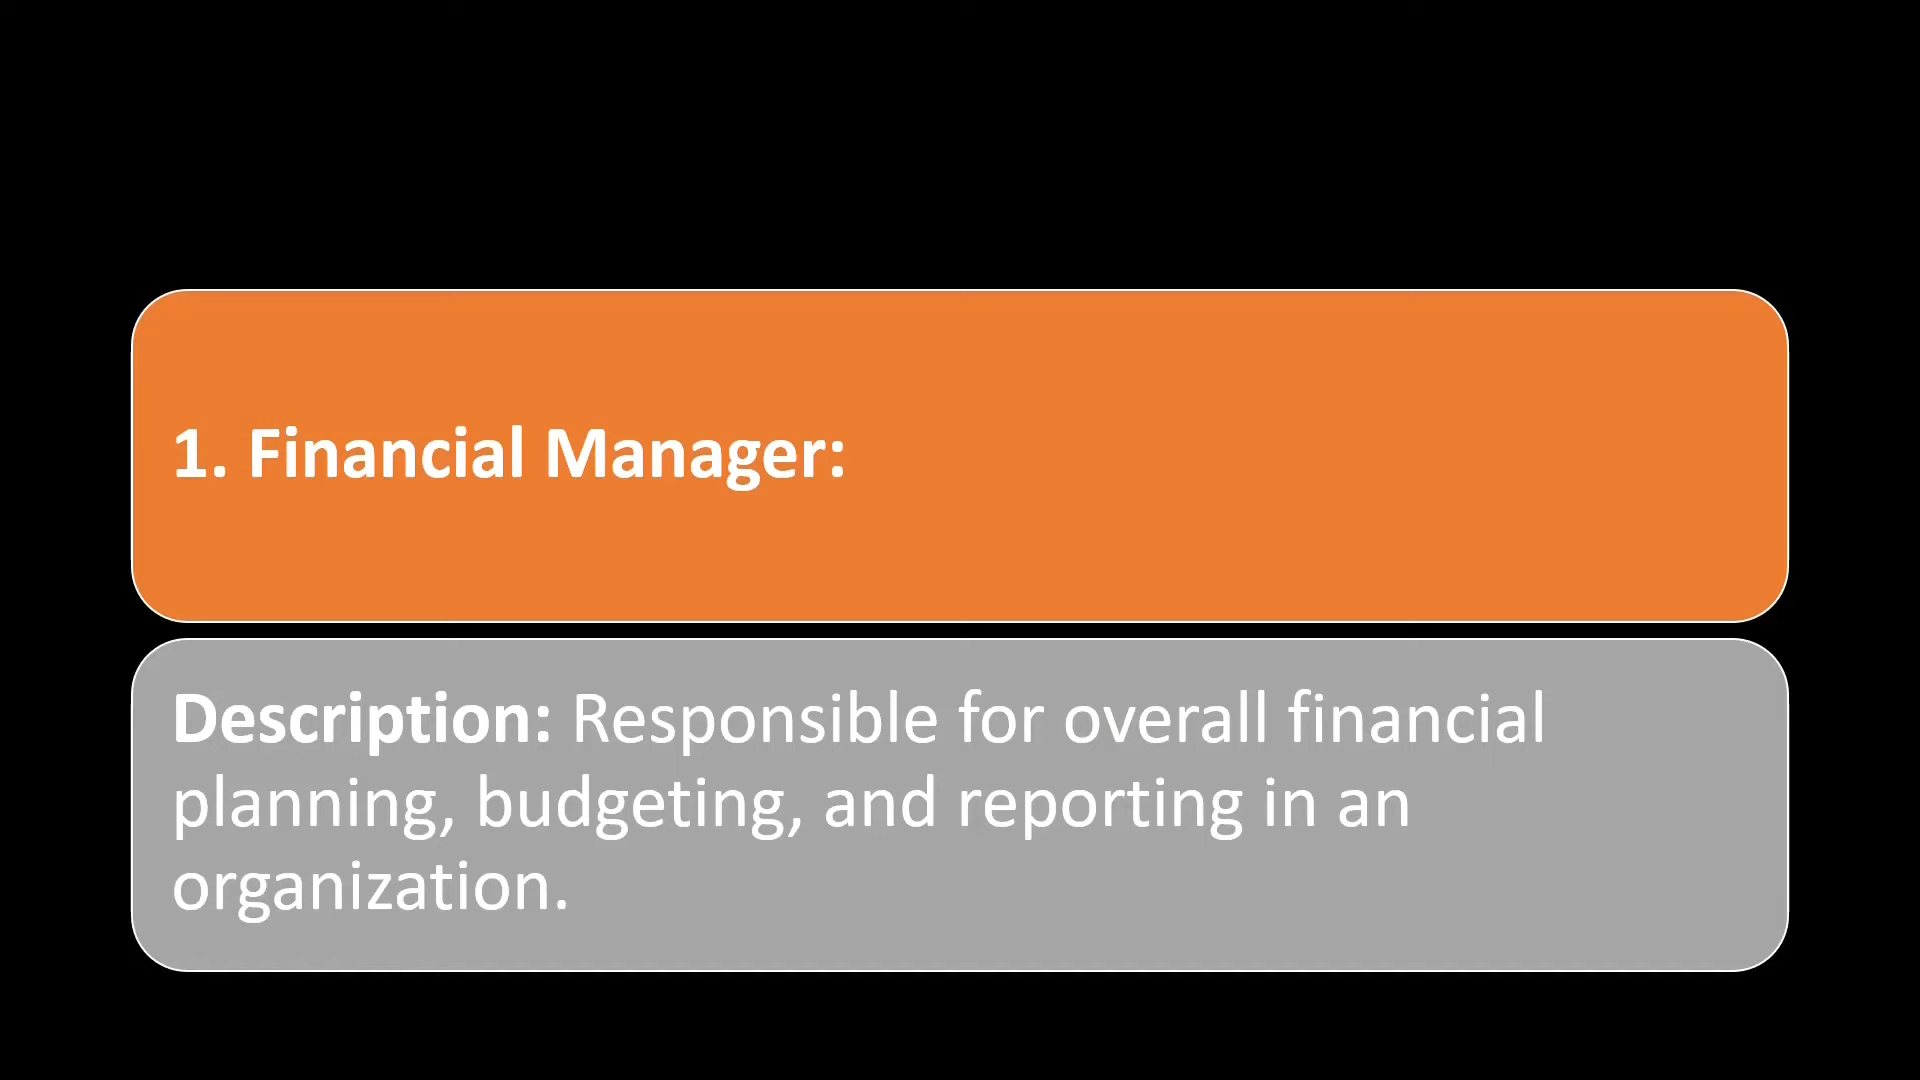 1. Financial Manager:
Description: Responsible for overall financial
planning, budgeting, and reporting in an
organization.